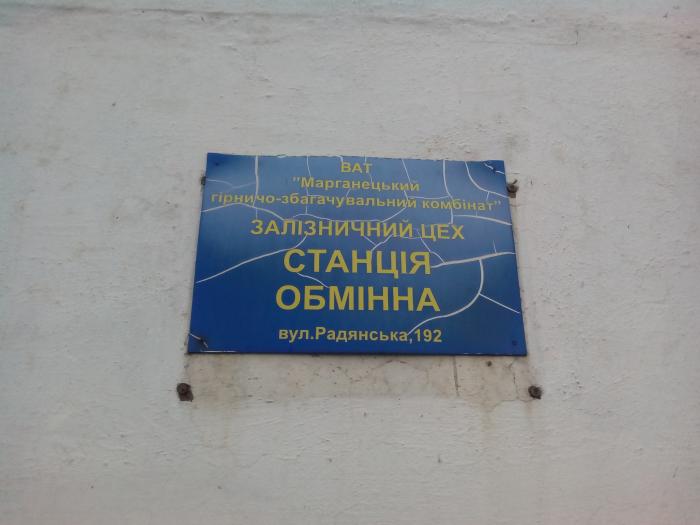 ВАТ
"Марганецький
гірничо-збагачувальний комбінат"
ЗАЛІЗНИЧНИЙ ЦЕХ
СТАНЦІЯ
ОБМІННА
вул.Радянська,192